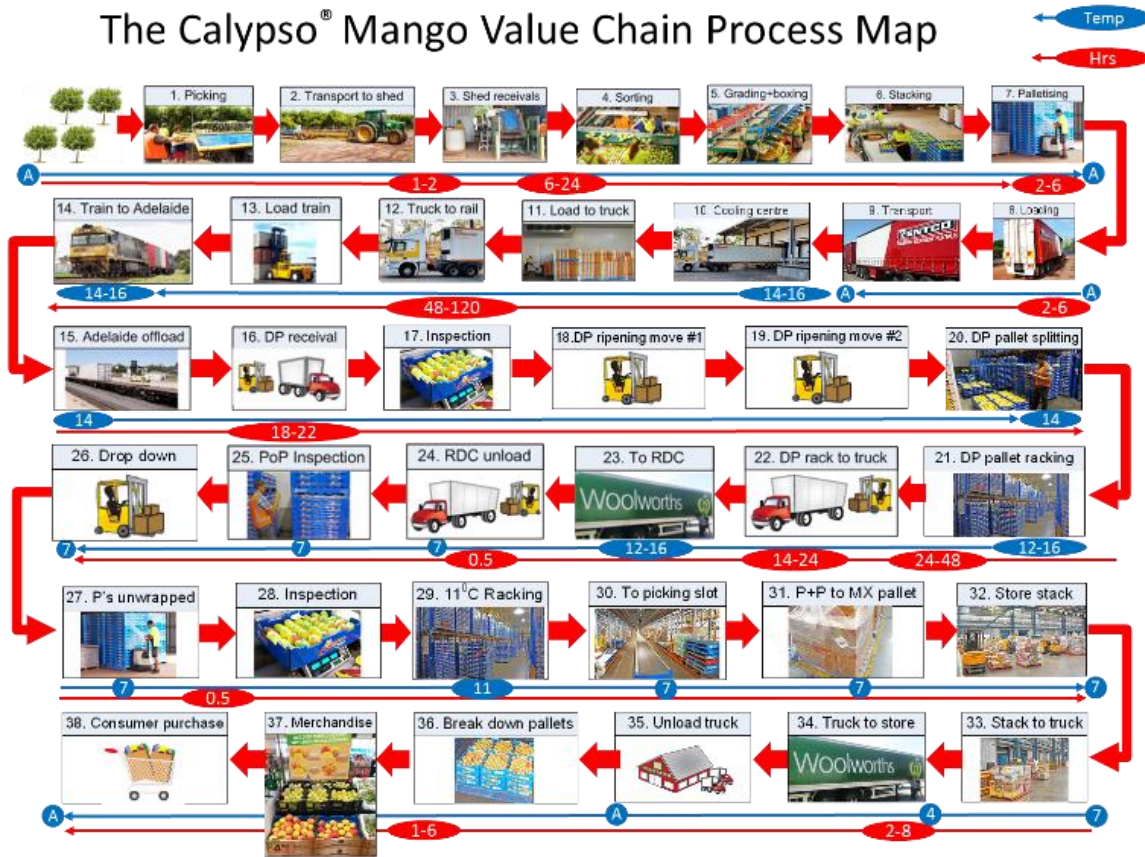 The Calypso® Mango Value Chain Process Map
Temp
Hrs
1. Picking
2. Transport to shed
3. Shed receivals
4. Sorting
5. Grading+boxing
6. Stacking
7. Palletising
A
A
1-2
6-24
2-6
14. Train to Adelaide
13. Load train
12. Truck to rail
11. Load to truck
10. Cooling centre
9. Transport
8. Loading
KENTCO
14-16
14-16
A
A
48-120
2-6
15. Adelaide offload
16. DP receival
17. Inspection
18.DP ripening move #1
19. DP ripening move #2
20. DP pallet splitting
14
14
18-22
26. Drop down
25. PoP Inspection
24. RDC unload
23. To RDC
22. DP rack to truck
21. DP pallet racking
Woolworths
7
7
7
12-16
12-16
0.5
14-24
24-48
27. P's unwrapped
28. Inspection
29. 11⁰C Racking
30. To picking slot
31. P+P to MX pallet
32. Store stack
7
11
7
7
7
0.5
38. Consumer purchase
37. Merchandise
36. Break down pallets
35. Unload truck
34. Truck to store
33. Stack to truck
Woolworths
A
A
4
7
1-6
2-8